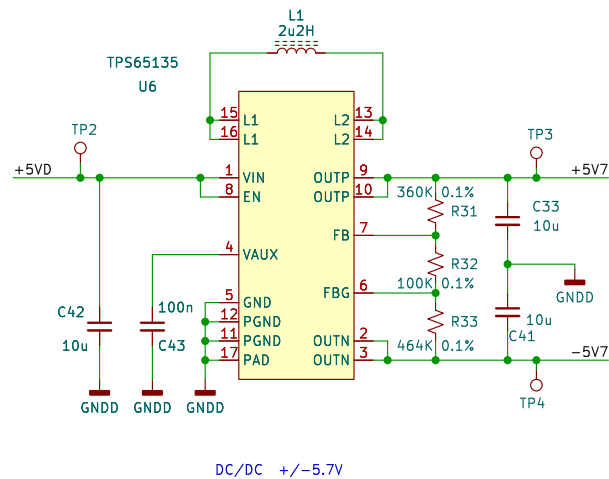 L1
2u2H
TPS65135
U6
15 L1 L2 13
16 L1 L2 14
TP2 TP3
+5VD 1 VIN OUTP 9 +5V7
8 EN OUTP 10
360K 0.1%
R31
C33
10u
7 FB
4 VAUX
R32
100K 0.1%
FBG 6
GNDD
5 GND
12 PGND
11 PGND
17 PAD
C42
10u
100n
C43
R33
464K 0.1%
10u
C41
OUTN 2
OUTN 3
-5V7
TP4
GNDD GNDD GNDD
DC/DC +/-5.7V